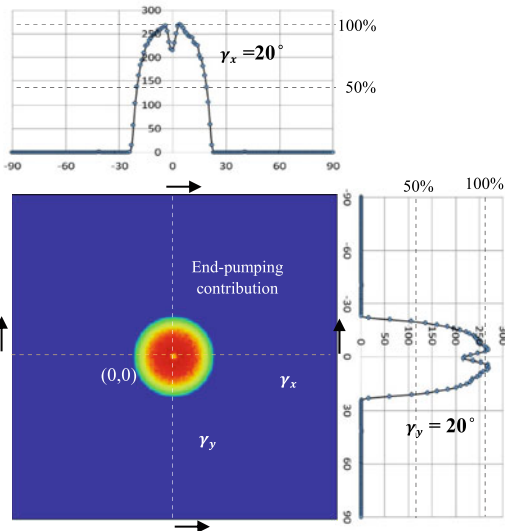 300
250
200
150
100
50
0
-90 -60 -30 0 30 60 90
γx = 20°
100%
50%
50% 100%
End-pumping
contribution
(0,0)
γx
γy
-90
-60
-30
0
30
60
90
0 50 100 150 200 250 300
γy = 20°